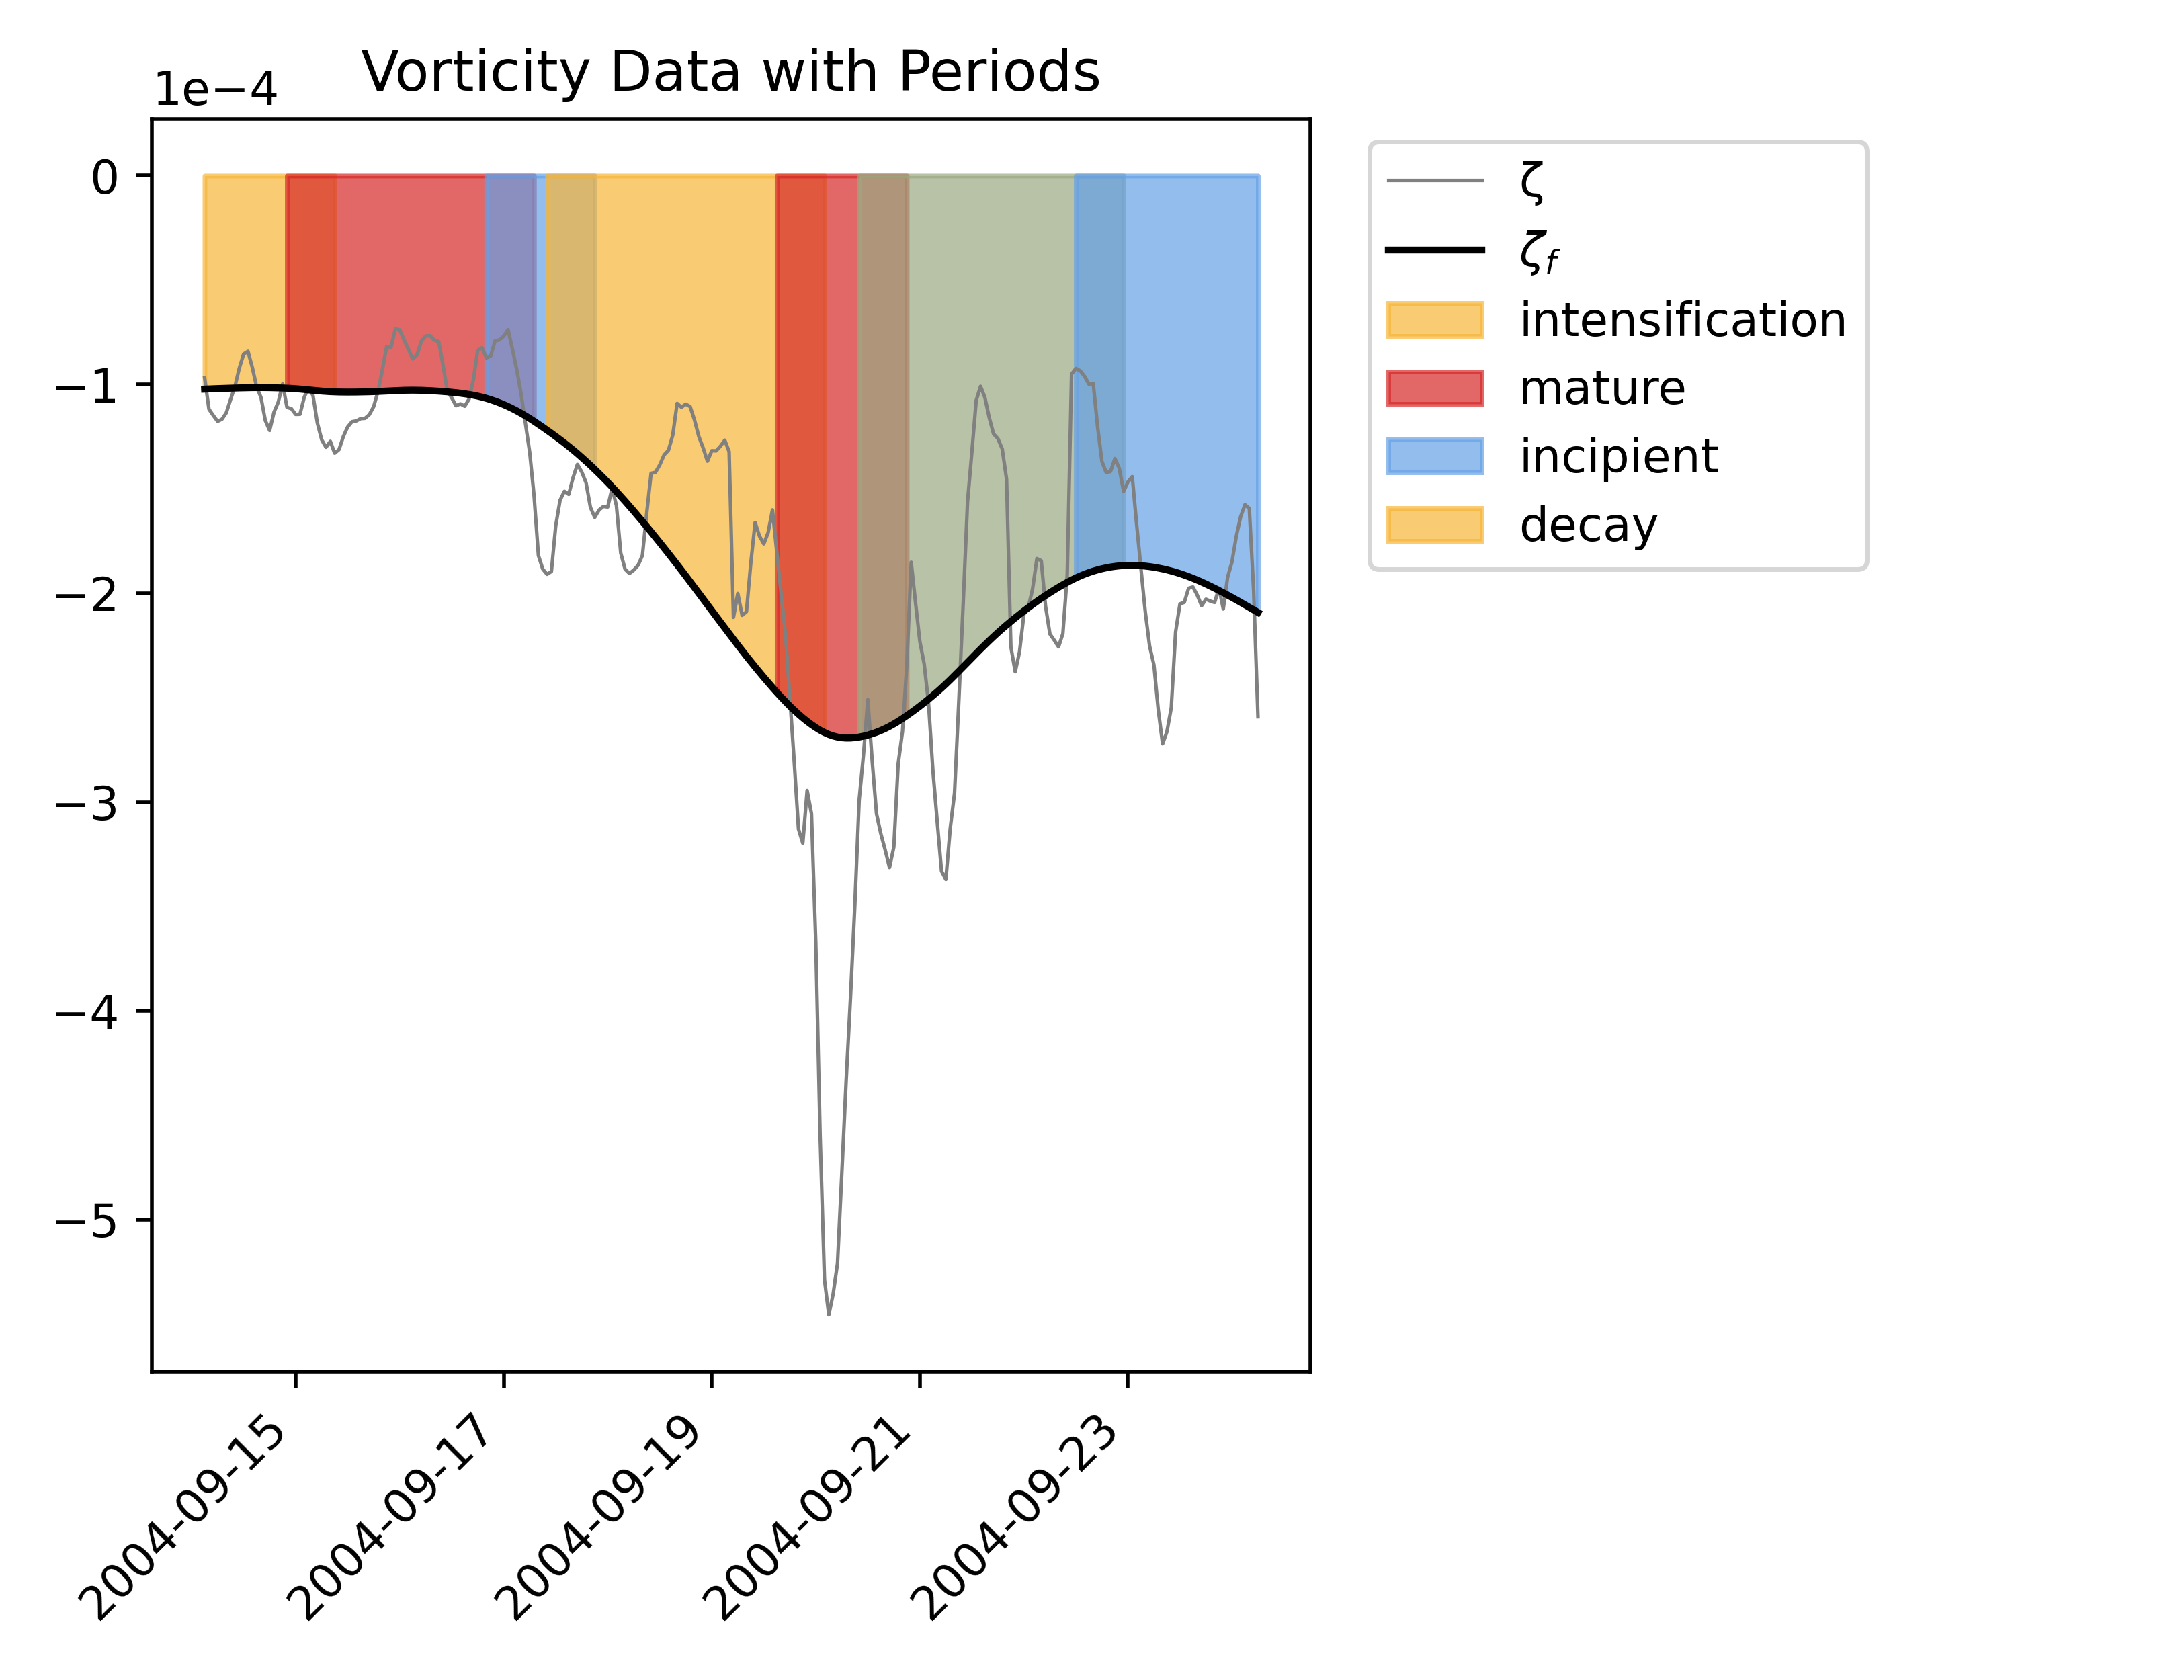 Vorticity Data with Periods
1e−4
0
−1
−2
−3
−4
−5
2004-09-15
2004-09-17
2004-09-19
2004-09-21
2004-09-23
ζ
ζf
intensification
mature
incipient
decay